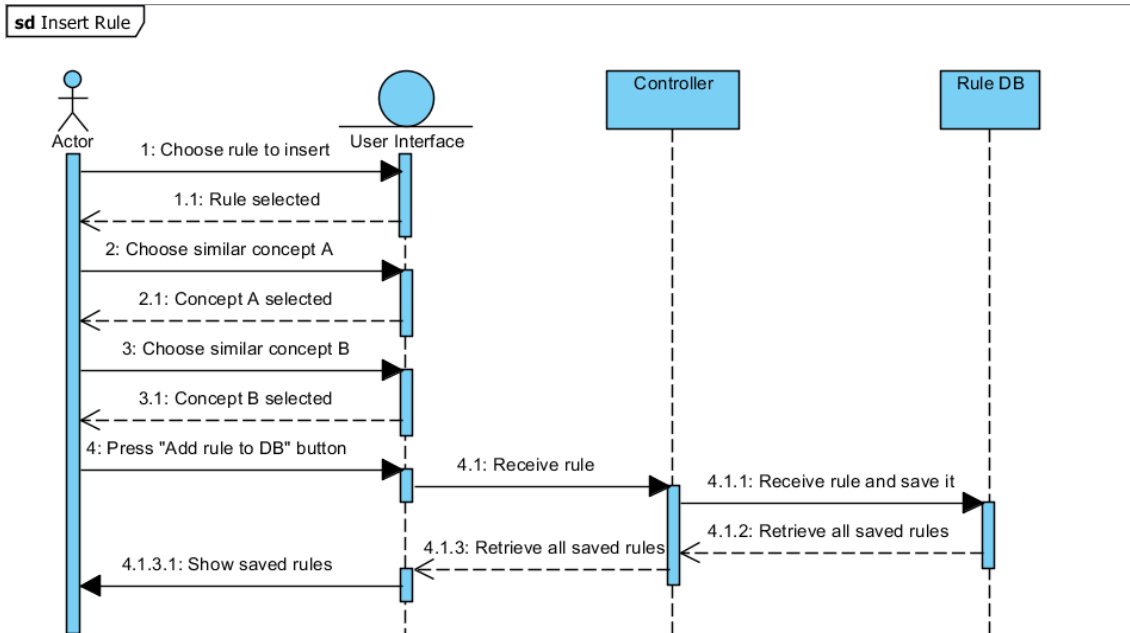 sd Insert Rule
Controller
Rule DB
Actor
User Interface
1: Choose rule to insert
1.1: Rule selected
2: Choose similar concept A
2.1: Concept A selected
3: Choose similar concept B
3.1: Concept B selected
4: Press "Add rule to DB" button
4.1: Receive rule
4.1.1: Receive rule and save it
4.1.2: Retrieve all saved rules
4.1.3: Retrieve all saved rules
4.1.3.1: Show saved rules